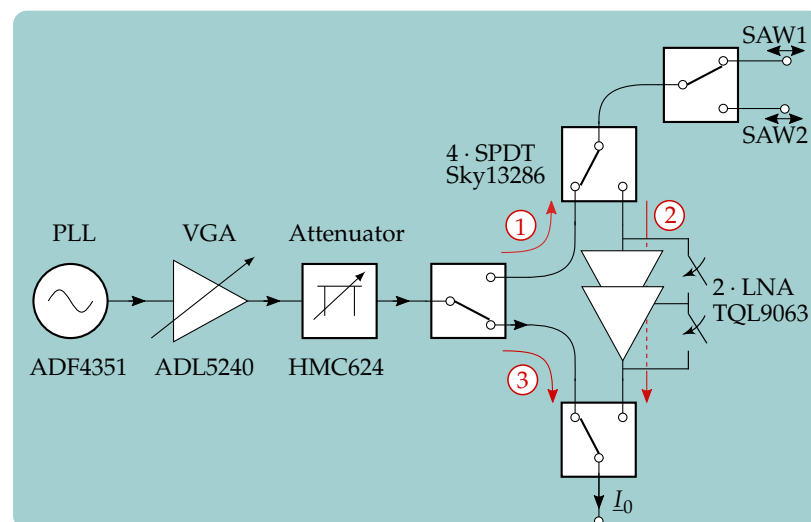 SAW1
SAW2
4 · SPDT
Sky13286
1
2
PLL
VGA
Attenuator
2 · LNA
TQL9063
ADF4351
ADL5240
HMC624
3
I0